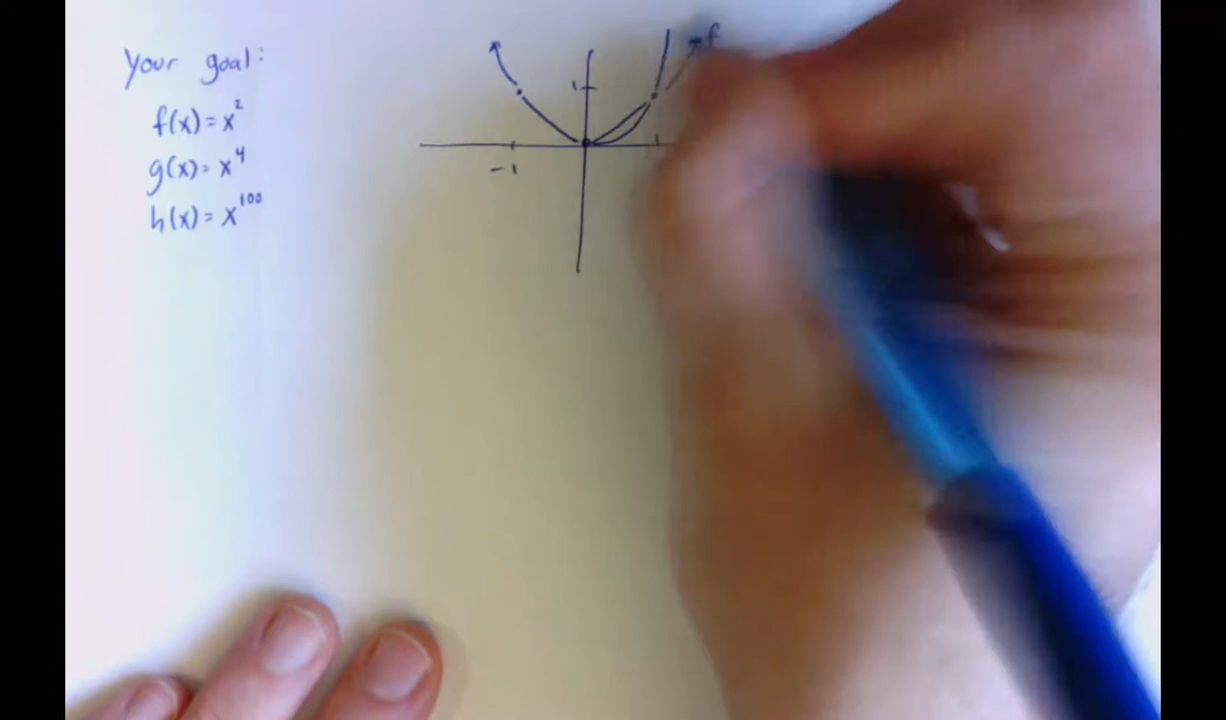 Your goal:
f(x) = x²
g(x) = x⁴
h(x) = x¹⁰⁰
f
1
-1
1